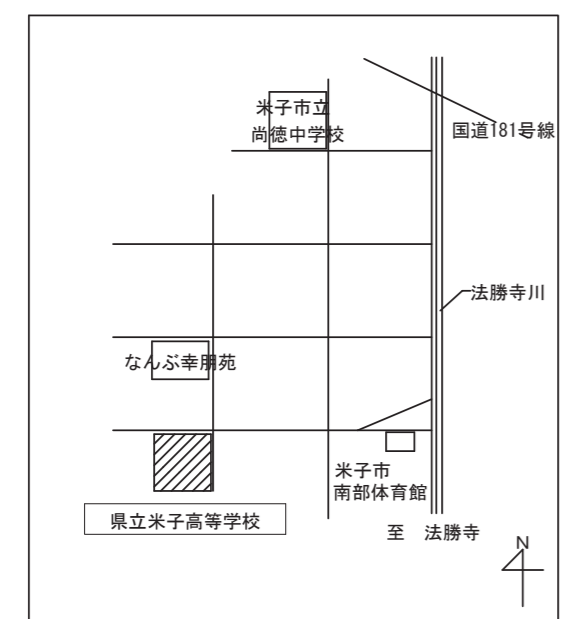 米子市立
尚徳中学校
国道181号線
法勝寺川
なんぶ幸朋苑
米子市
南部体育館
県立米子高等学校
至 法勝寺
N